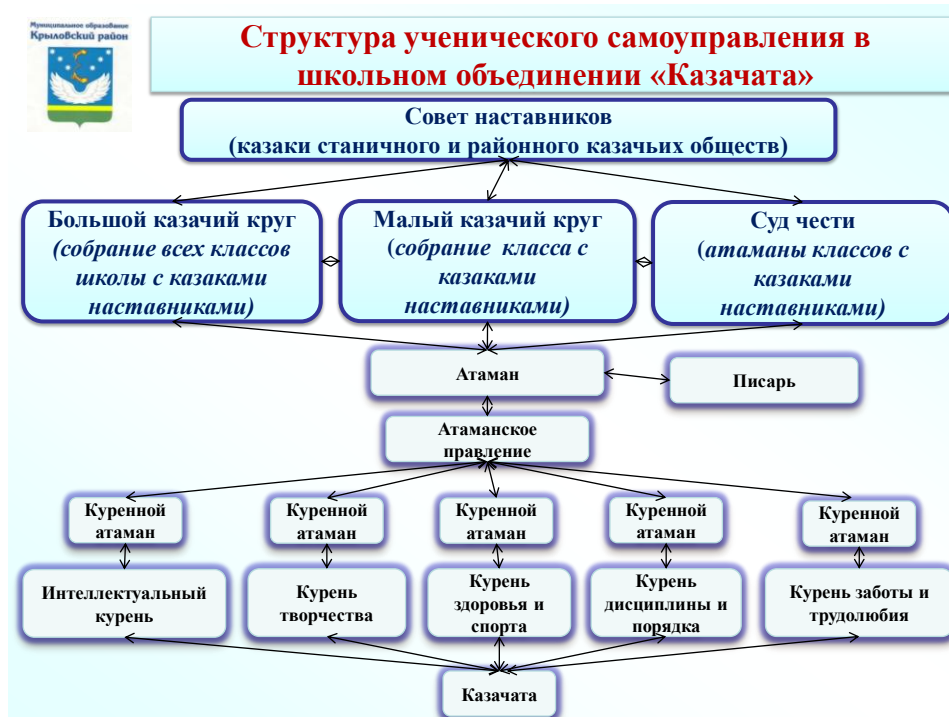 Муниципальное образование
Крыловский район
Структура ученического самоуправления в
школьном объединении «Казачата»
Совет наставников
(казаки станичного и районного казачьих обществ)
Большой казачий круг
(собрание всех классов
школы с казаками
наставниками)
Малый казачий круг
(собрание класса с
казаками
наставниками)
Суд чести
(атаманы классов с
казаками
наставниками)
Атаман
Писарь
Атаманское
правление
Куренной
атаман
Куренной
атаман
Куренной
атаман
Куренной
атаман
Куренной
атаман
Интеллектуальный
курень
Курень
творчества
Курень
здоровья и
спорта
Курень
дисциплины и
порядка
Курень заботы и
трудолюбия
Казачата